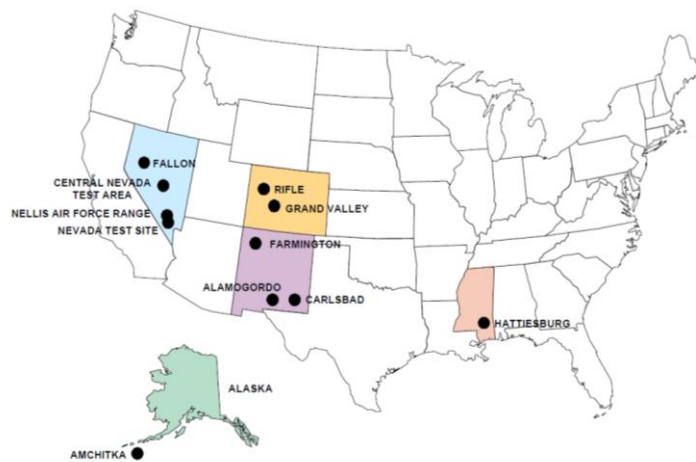 FALLON
CENTRAL NEVADA
TEST AREA
NELLIS AIR FORCE RANGE
NEVADA TEST SITE
RIFLE
GRAND VALLEY
FARMINGTON
ALAMOGORDO
CARLSBAD
HATTIESBURG
ALASKA
AMCHITKA